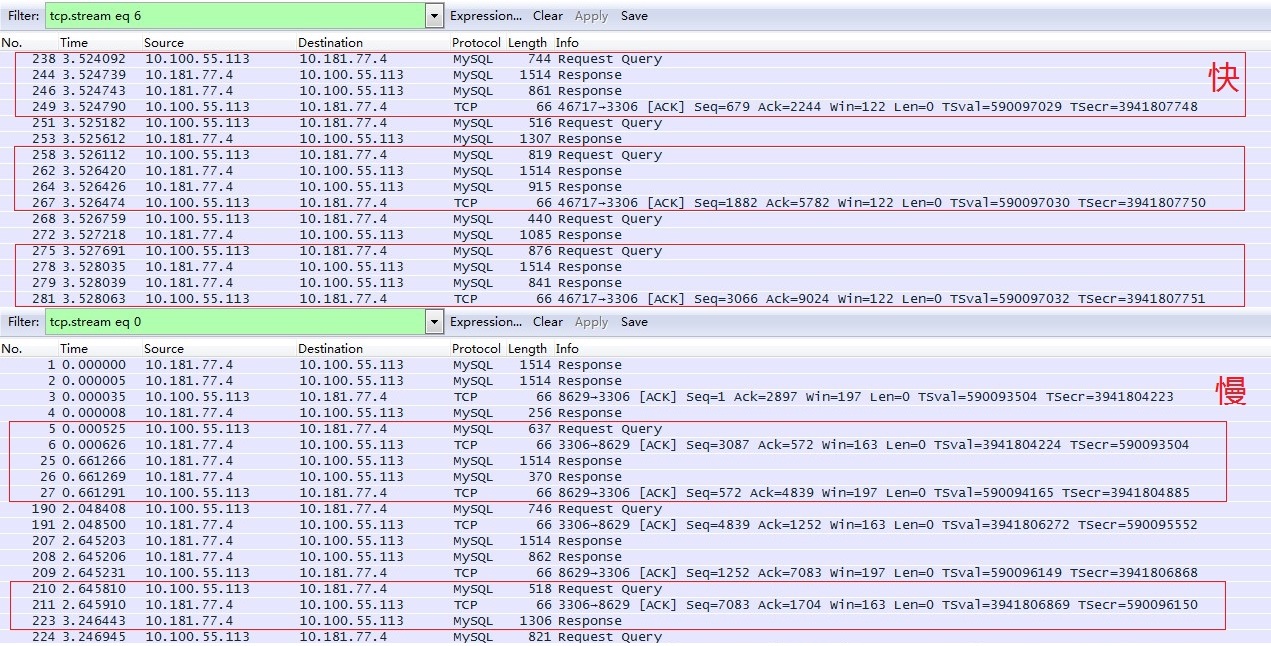 Filter: tcp.stream eq 6 Expression... Clear Apply Save
No. Time Source Destination Protocol Length Info
238 3.524092 10.100.55.113 10.181.77.4 MySQL 744 Request Query
244 3.524739 10.181.77.4 10.100.55.113 MySQL 1514 Response
快
246 3.524743 10.181.77.4 10.100.55.113 MySQL 861 Response
249 3.524790 10.100.55.113 10.181.77.4 TCP 66 46717→3306 [ACK] Seq=679 Ack=2244 Win=122 Len=0 TSval=590097029 TSecr=3941807748
251 3.525182 10.100.55.113 10.181.77.4 MySQL 516 Request Query
253 3.525612 10.181.77.4 10.100.55.113 MySQL 1307 Response
258 3.526112 10.100.55.113 10.181.77.4 MySQL 819 Request Query
262 3.526420 10.181.77.4 10.100.55.113 MySQL 1514 Response
264 3.526426 10.181.77.4 10.100.55.113 MySQL 915 Response
267 3.526474 10.100.55.113 10.181.77.4 TCP 66 46717→3306 [ACK] Seq=1882 Ack=5782 Win=122 Len=0 TSval=590097030 TSecr=3941807750
268 3.526759 10.100.55.113 10.181.77.4 MySQL 440 Request Query
272 3.527218 10.181.77.4 10.100.55.113 MySQL 1085 Response
275 3.527691 10.100.55.113 10.181.77.4 MySQL 876 Request Query
278 3.528035 10.181.77.4 10.100.55.113 MySQL 1514 Response
279 3.528039 10.181.77.4 10.100.55.113 MySQL 841 Response
281 3.528063 10.100.55.113 10.181.77.4 TCP 66 46717→3306 [ACK] Seq=3066 Ack=9024 Win=122 Len=0 TSval=590097032 TSecr=3941807751
Filter: tcp.stream eq 0 Expression... Clear Apply Save
No. Time Source Destination Protocol Length Info
1 0.000000 10.181.77.4 10.100.55.113 MySQL 1514 Response
2 0.000005 10.181.77.4 10.100.55.113 MySQL 1514 Response
慢
3 0.000035 10.100.55.113 10.181.77.4 TCP 66 8629→3306 [ACK] Seq=1 Ack=2897 Win=197 Len=0 TSval=590093504 TSecr=3941804223
4 0.000008 10.181.77.4 10.100.55.113 MySQL 256 Response
5 0.000525 10.100.55.113 10.181.77.4 MySQL 637 Request Query
6 0.000626 10.181.77.4 10.100.55.113 TCP 66 3306→8629 [ACK] Seq=3087 Ack=572 Win=163 Len=0 TSval=3941804224 TSecr=590093504
25 0.661266 10.181.77.4 10.100.55.113 MySQL 1514 Response
26 0.661269 10.181.77.4 10.100.55.113 MySQL 370 Response
27 0.661291 10.100.55.113 10.181.77.4 TCP 66 8629→3306 [ACK] Seq=572 Ack=4839 Win=197 Len=0 TSval=590094165 TSecr=3941804885
190 2.048408 10.100.55.113 10.181.77.4 MySQL 746 Request Query
191 2.048500 10.181.77.4 10.100.55.113 TCP 66 3306→8629 [ACK] Seq=4839 Ack=1252 Win=163 Len=0 TSval=3941806272 TSecr=590095552
207 2.645203 10.181.77.4 10.100.55.113 MySQL 1514 Response
208 2.645206 10.181.77.4 10.100.55.113 MySQL 862 Response
209 2.645231 10.100.55.113 10.181.77.4 TCP 66 8629→3306 [ACK] Seq=1252 Ack=7083 Win=197 Len=0 TSval=590096149 TSecr=3941806868
210 2.645810 10.100.55.113 10.181.77.4 MySQL 518 Request Query
211 2.645910 10.181.77.4 10.100.55.113 TCP 66 3306→8629 [ACK] Seq=7083 Ack=1704 Win=163 Len=0 TSval=3941806869 TSecr=590096150
223 3.246443 10.181.77.4 10.100.55.113 MySQL 1306 Response
224 3.246945 10.100.55.113 10.181.77.4 MySQL 821 Request Query